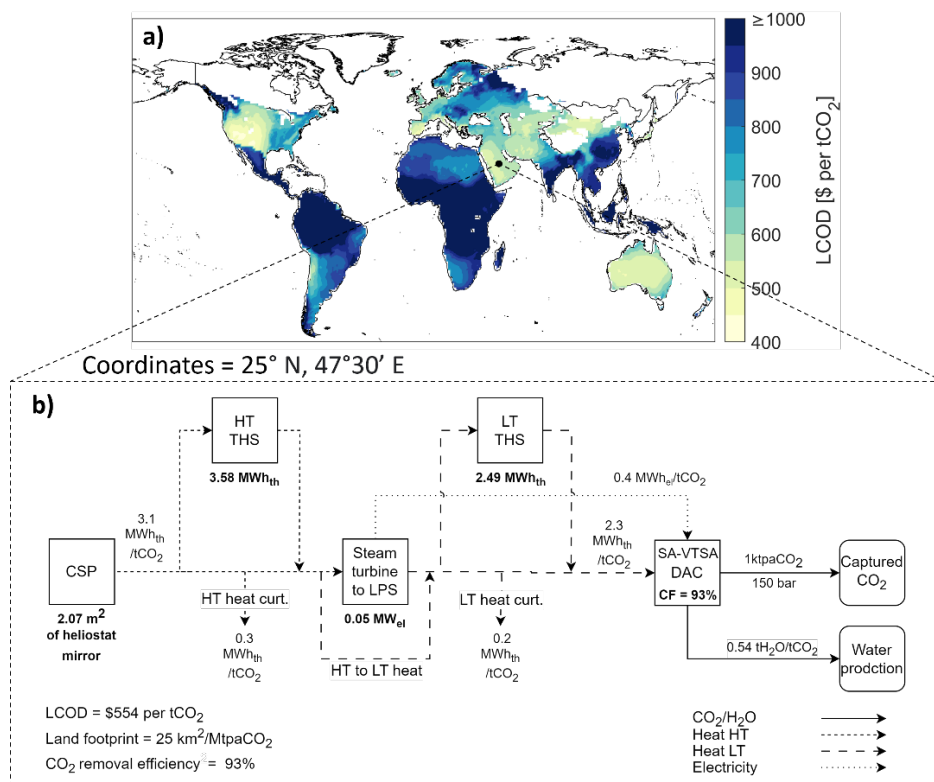 a)
≥1000
900
800
700
600
500
400
LCOD [$ per tCO₂]
Coordinates = 25° N, 47°30' E
b)
HT
THS
3.58 MWhₜₕ
LT
THS
2.49 MWhₜₕ
0.4 MWhₑₗ/tCO₂
3.1
MWhₜₕ
/tCO₂
2.3
MWhₜₕ
/tCO₂
CSP
2.07 m²
of heliostat
mirror
Steam
turbine
to LPS
0.05 MWₑₗ
SA-VTSA
DAC
CF = 93%
1ktpaCO₂
150 bar
Captured
CO₂
HT heat curt.
0.3
MWhₜₕ
/tCO₂
HT to LT heat
LT heat curt.
0.2
MWhₜₕ
/tCO₂
0.54 tH₂O/tCO₂
Water
prodction
LCOD = $554 per tCO₂
Land footprint = 25 km²/MtpaCO₂
CO₂ removal efficiency = 93%
CO₂/H₂O
Heat HT
Heat LT
Electricity